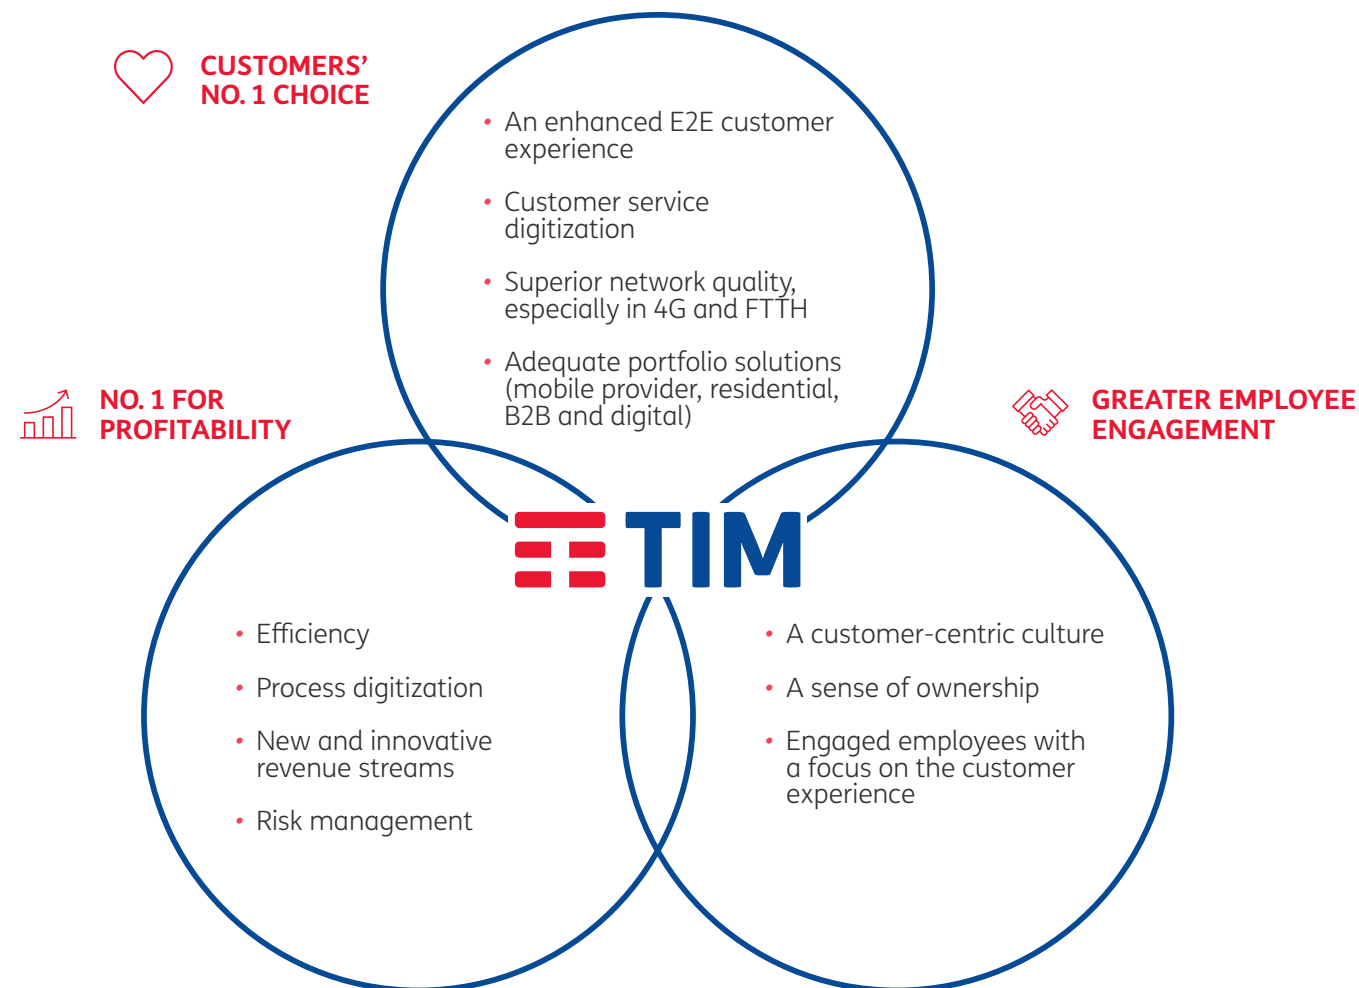 CUSTOMERS’
NO. 1 CHOICE
• An enhanced E2E customer
experience
• Customer service
digitization
• Superior network quality,
especially in 4G and FTTH
• Adequate portfolio solutions
(mobile provider, residential,
B2B and digital)
NO. 1 FOR
PROFITABILITY
GREATER EMPLOYEE
ENGAGEMENT
TIM
• Efficiency
• Process digitization
• New and innovative
revenue streams
• Risk management
• A customer-centric culture
• A sense of ownership
• Engaged employees with
a focus on the customer
experience